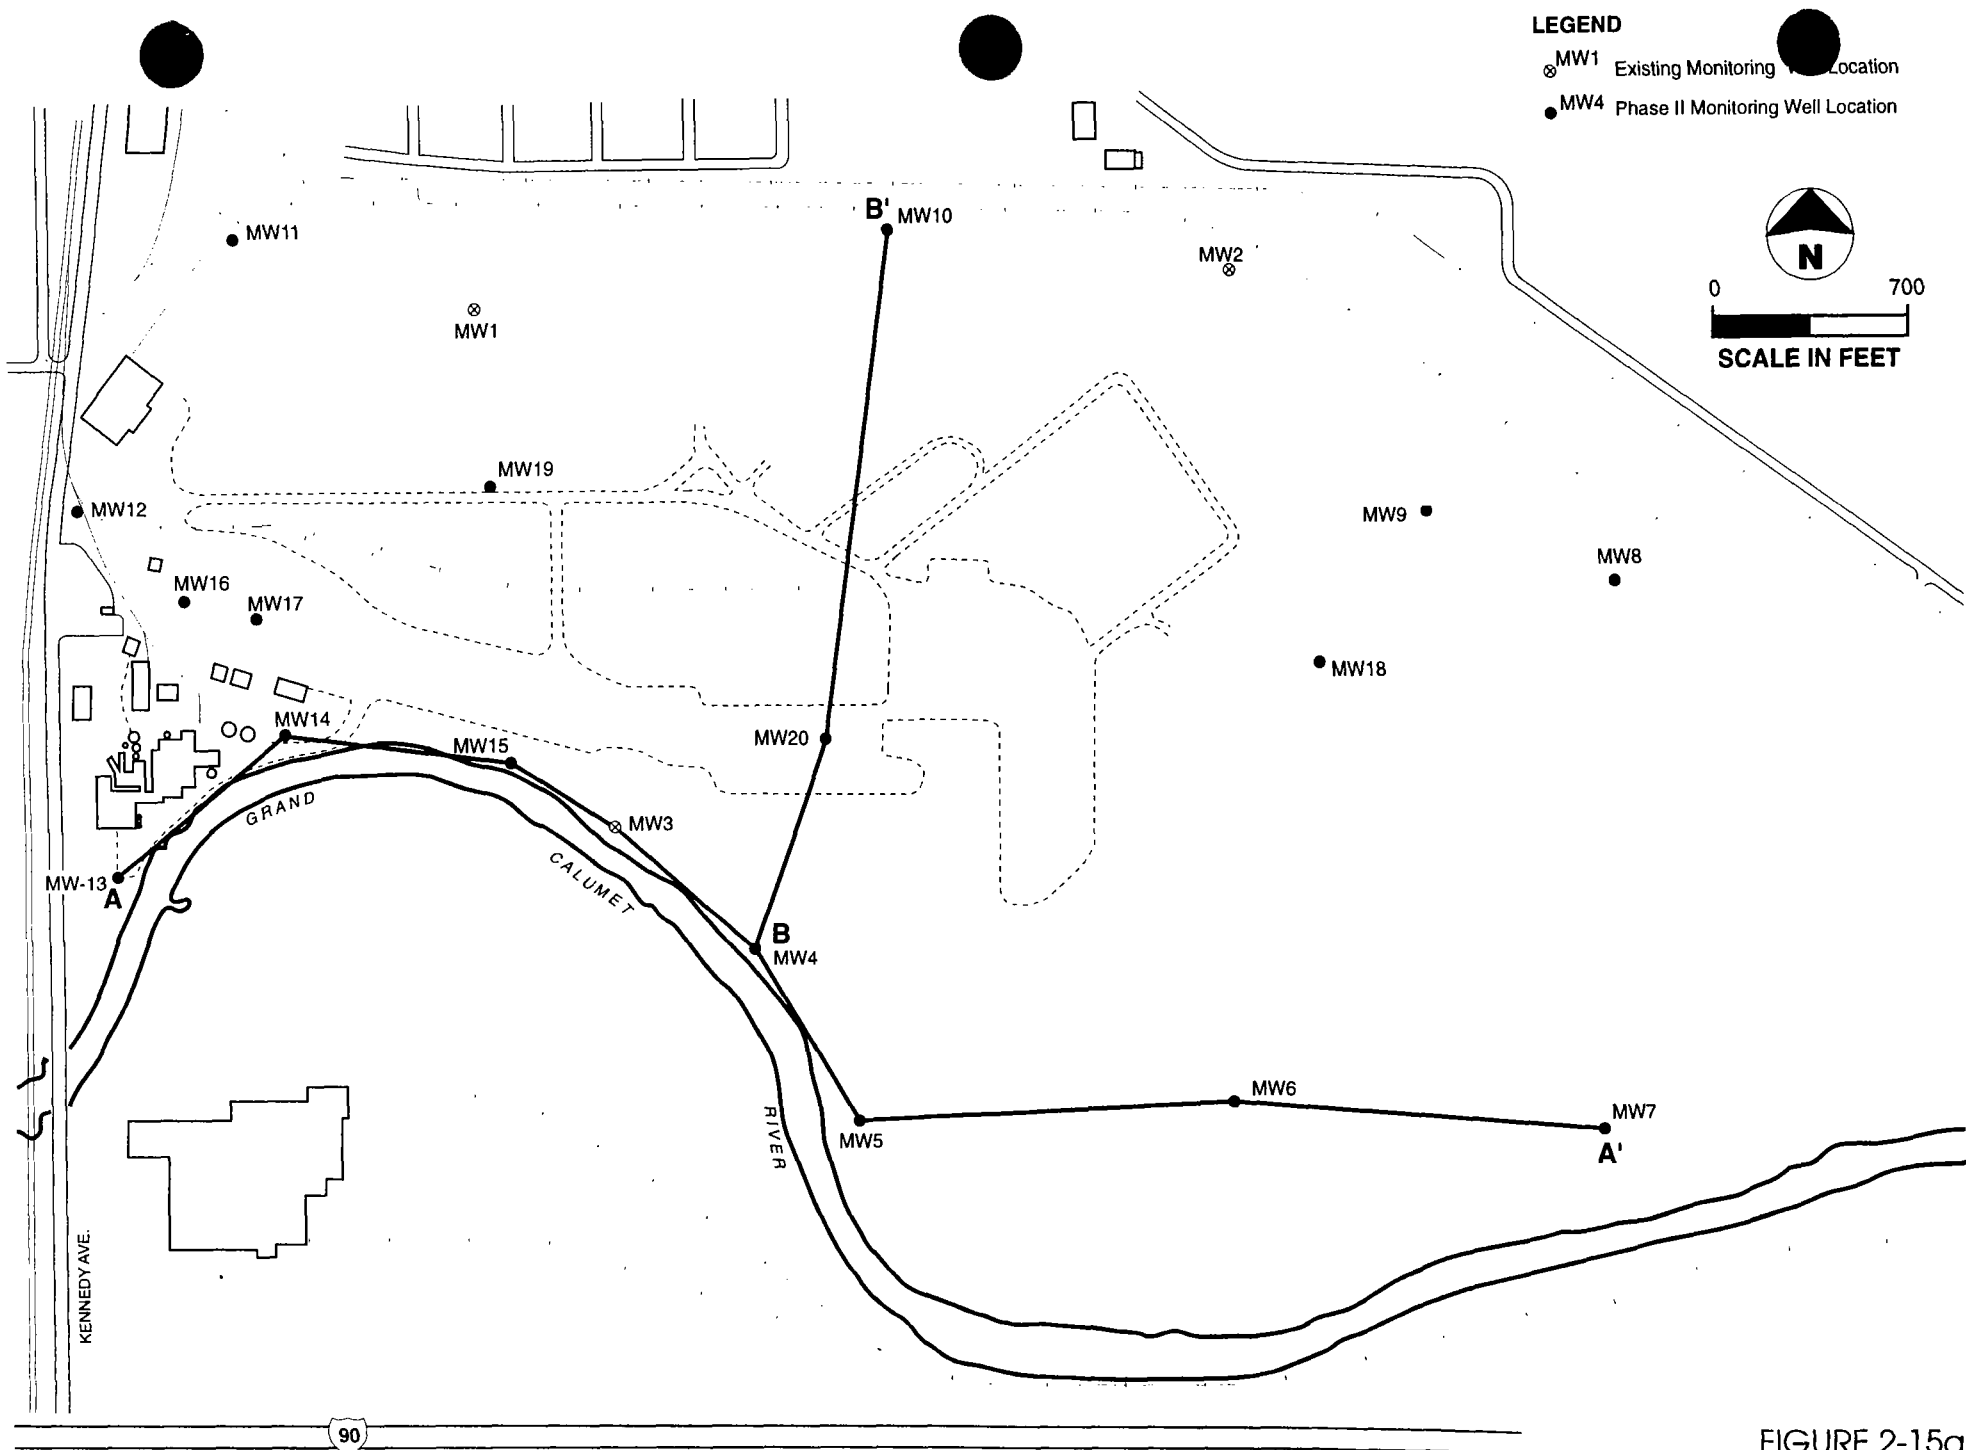 LEGEND
MW1 Existing Monitoring Location
MW4 Phase II Monitoring Well Location
N
0 700
SCALE IN FEET
B' MW10
MW11
MW2
MW1
MW19
MW12
MW9
MW8
MW16
MW17
MW18
MW14
MW15
MW20
GRAND
MW3
CALUMET
MW-13
A
B
MW4
MW6
MW7
A'
MW5
RIVER
KENNEDY AVE.
90
FIGURE 2-15a